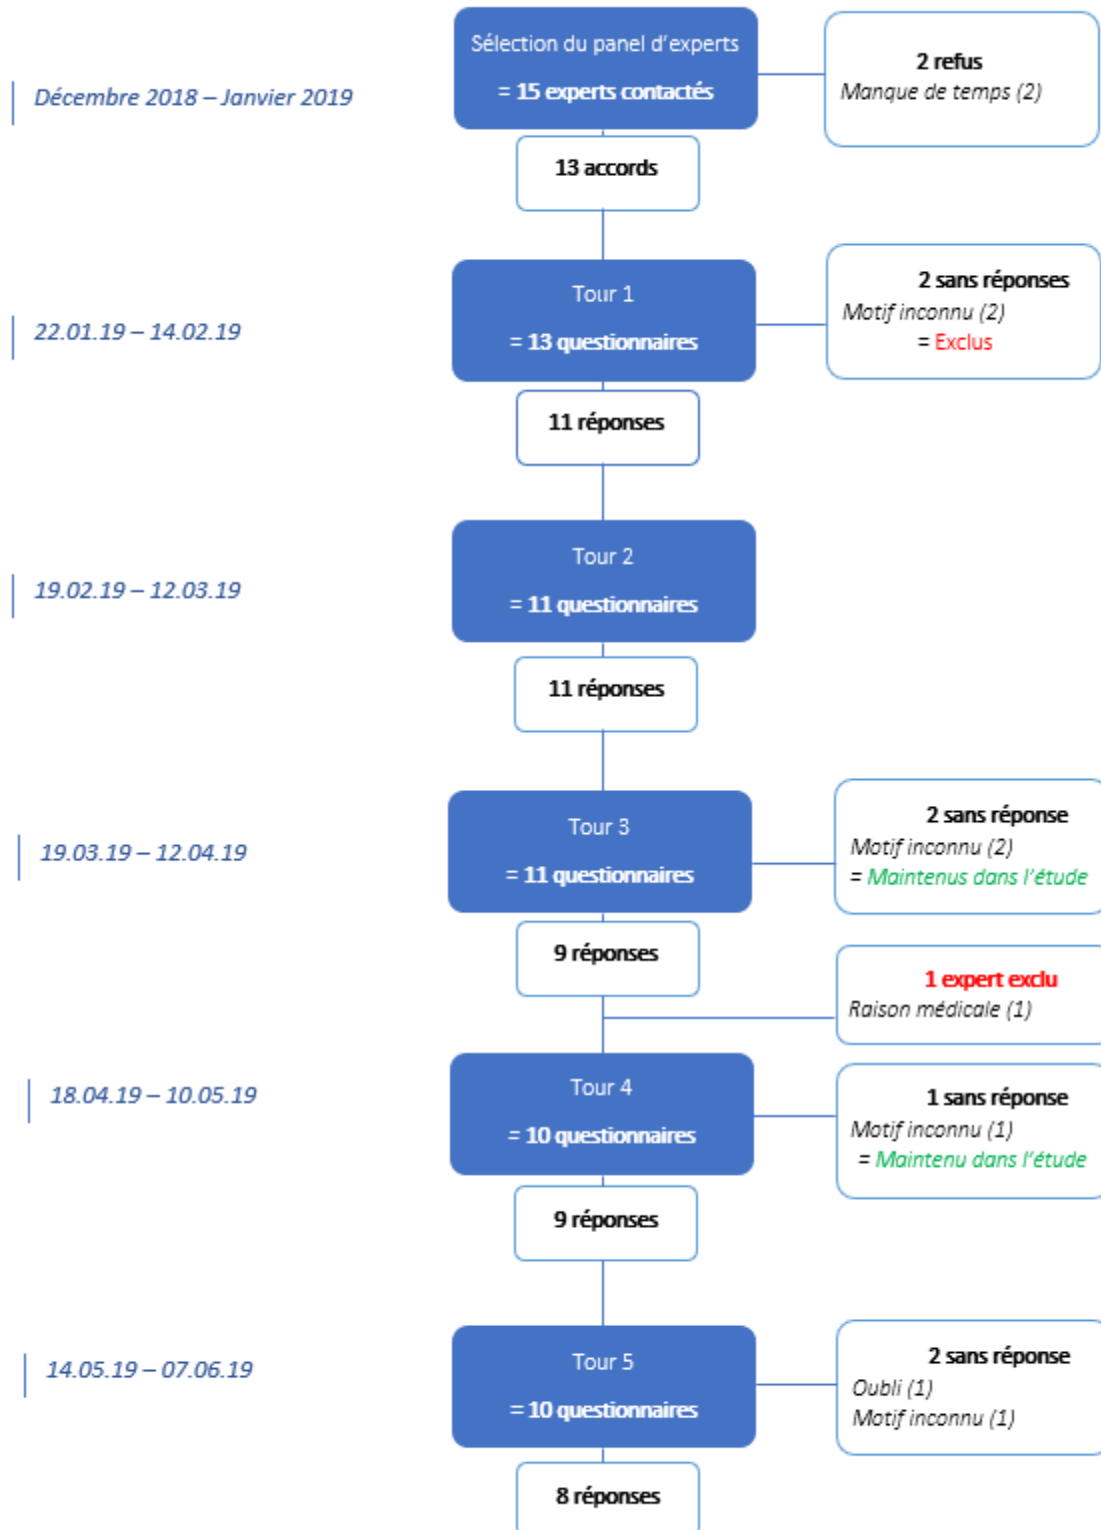 Sélection du panel d'experts
= 15 experts contactés
2 refus
Manque de temps (2)
Décembre 2018 – Janvier 2019
13 accords
Tour 1
= 13 questionnaires
2 sans réponses
Motif inconnu (2)
= Exclus
22.01.19 – 14.02.19
11 réponses
Tour 2
= 11 questionnaires
19.02.19 – 12.03.19
11 réponses
Tour 3
= 11 questionnaires
2 sans réponse
Motif inconnu (2)
= Maintenus dans l'étude
19.03.19 – 12.04.19
9 réponses
1 expert exclu
Raison médicale (1)
18.04.19 – 10.05.19
Tour 4
= 10 questionnaires
1 sans réponse
Motif inconnu (1)
= Maintenu dans l'étude
9 réponses
14.05.19 – 07.06.19
Tour 5
= 10 questionnaires
2 sans réponse
Oubli (1)
Motif inconnu (1)
8 réponses